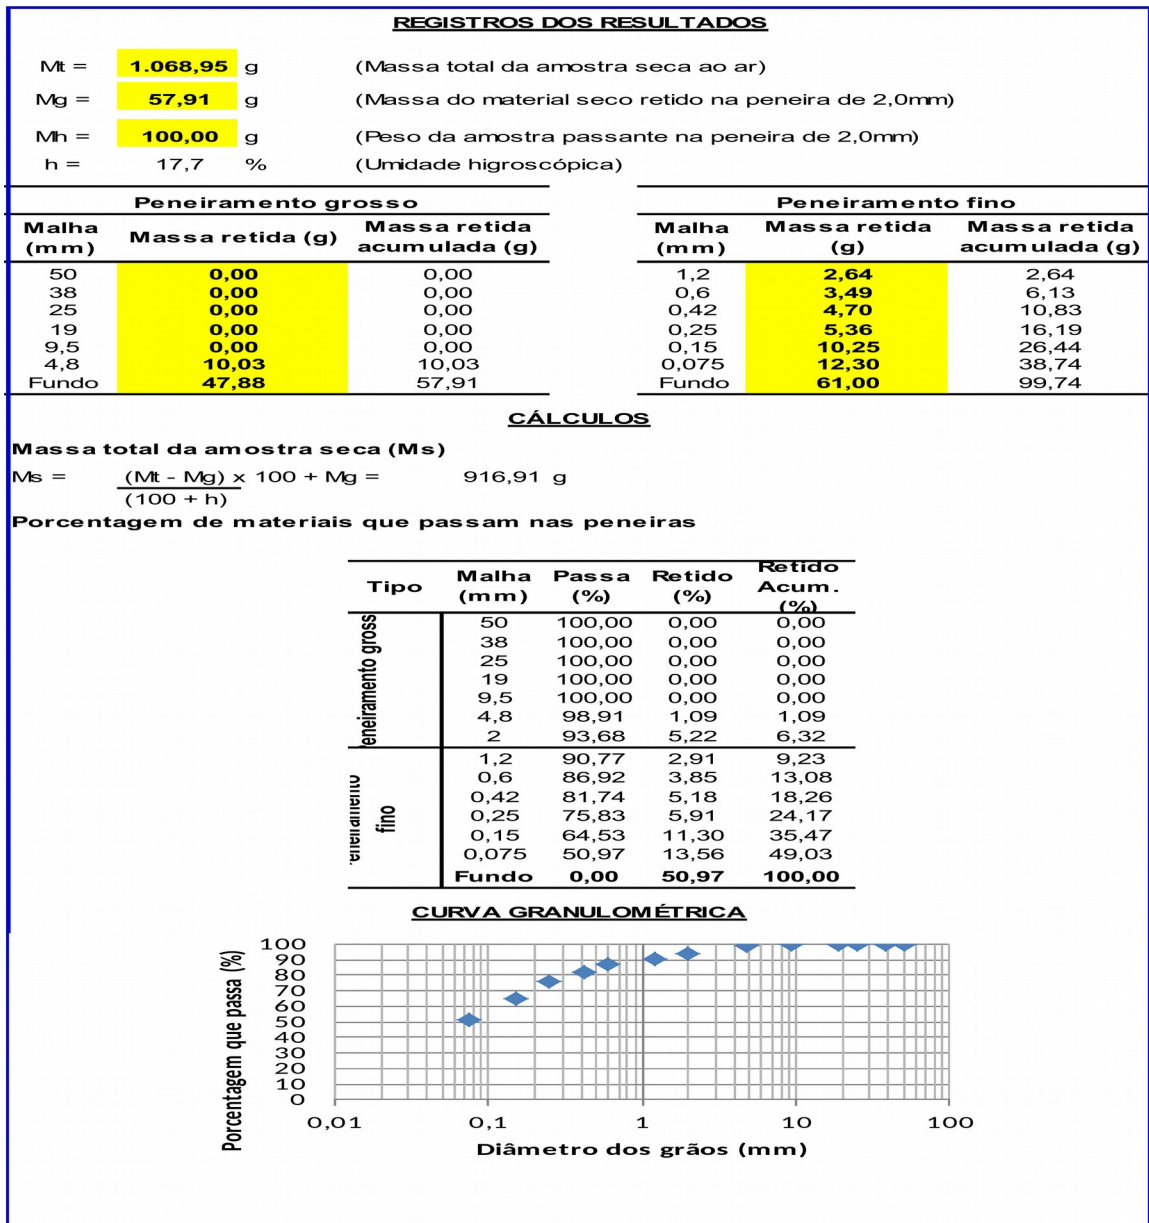 REGISTROS DOS RESULTADOS
Mt = 1.068,95 g (Massa total da amostra seca ao ar)
Mg = 57,91 g (Massa do material seco retido na peneira de 2,0mm)
Mh = 100,00 g (Peso da amostra passante na peneira de 2,0mm)
h = 17,7 % (Umidade higroscópica)
Peneiramento grosso
Malha (mm) Massa retida (g) Massa retida acumulada (g)
50 0,00 0,00
38 0,00 0,00
25 0,00 0,00
19 0,00 0,00
9,5 0,00 0,00
4,8 10,03 10,03
Fundo 47,88 57,91
Peneiramento fino
Malha (mm) Massa retida (g) Massa retida acumulada (g)
1,2 2,64 2,64
0,6 3,49 6,13
0,42 4,70 10,83
0,25 5,36 16,19
0,15 10,25 26,44
0,075 12,30 38,74
Fundo 61,00 99,74
CÁLCULOS
Massa total da amostra seca (Ms)
Ms = (Mt - Mg) x 100 + Mg = 916,91 g
(100 + h)
Porcentagem de materiais que passam nas peneiras
Tipo Malha (mm) Passa (%) Retido (%) Retido Acum. (%)
eneiramento gross
50 100,00 0,00 0,00
38 100,00 0,00 0,00
25 100,00 0,00 0,00
19 100,00 0,00 0,00
9,5 100,00 0,00 0,00
4,8 98,91 1,09 1,09
2 93,68 5,22 6,32
eneiramento
fino
1,2 90,77 2,91 9,23
0,6 86,92 3,85 13,08
0,42 81,74 5,18 18,26
0,25 75,83 5,91 24,17
0,15 64,53 11,30 35,47
0,075 50,97 13,56 49,03
Fundo 0,00 50,97 100,00
CURVA GRANULOMÉTRICA
Porcentagem que passa (%)
100
90
80
70
60
50
40
30
20
10
0
0,01 0,1 1 10 100
Diâmetro dos grãos (mm)